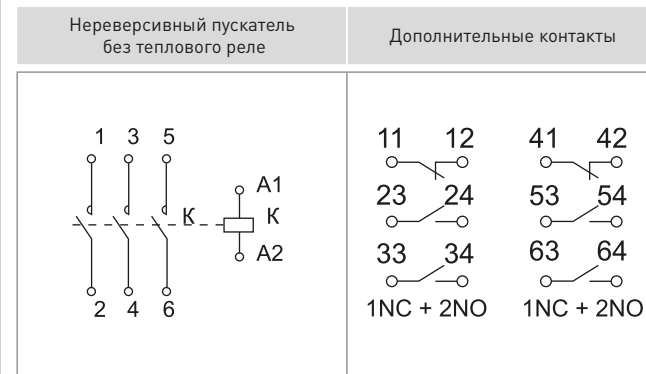 Нереверсивный пускатель
без теплового реле
Дополнительные контакты
1 3 5
A1
К К
A2
2 4 6
11 12 41 42
23 24 53 54
33 34 63 64
1NC + 2NO 1NC + 2NO